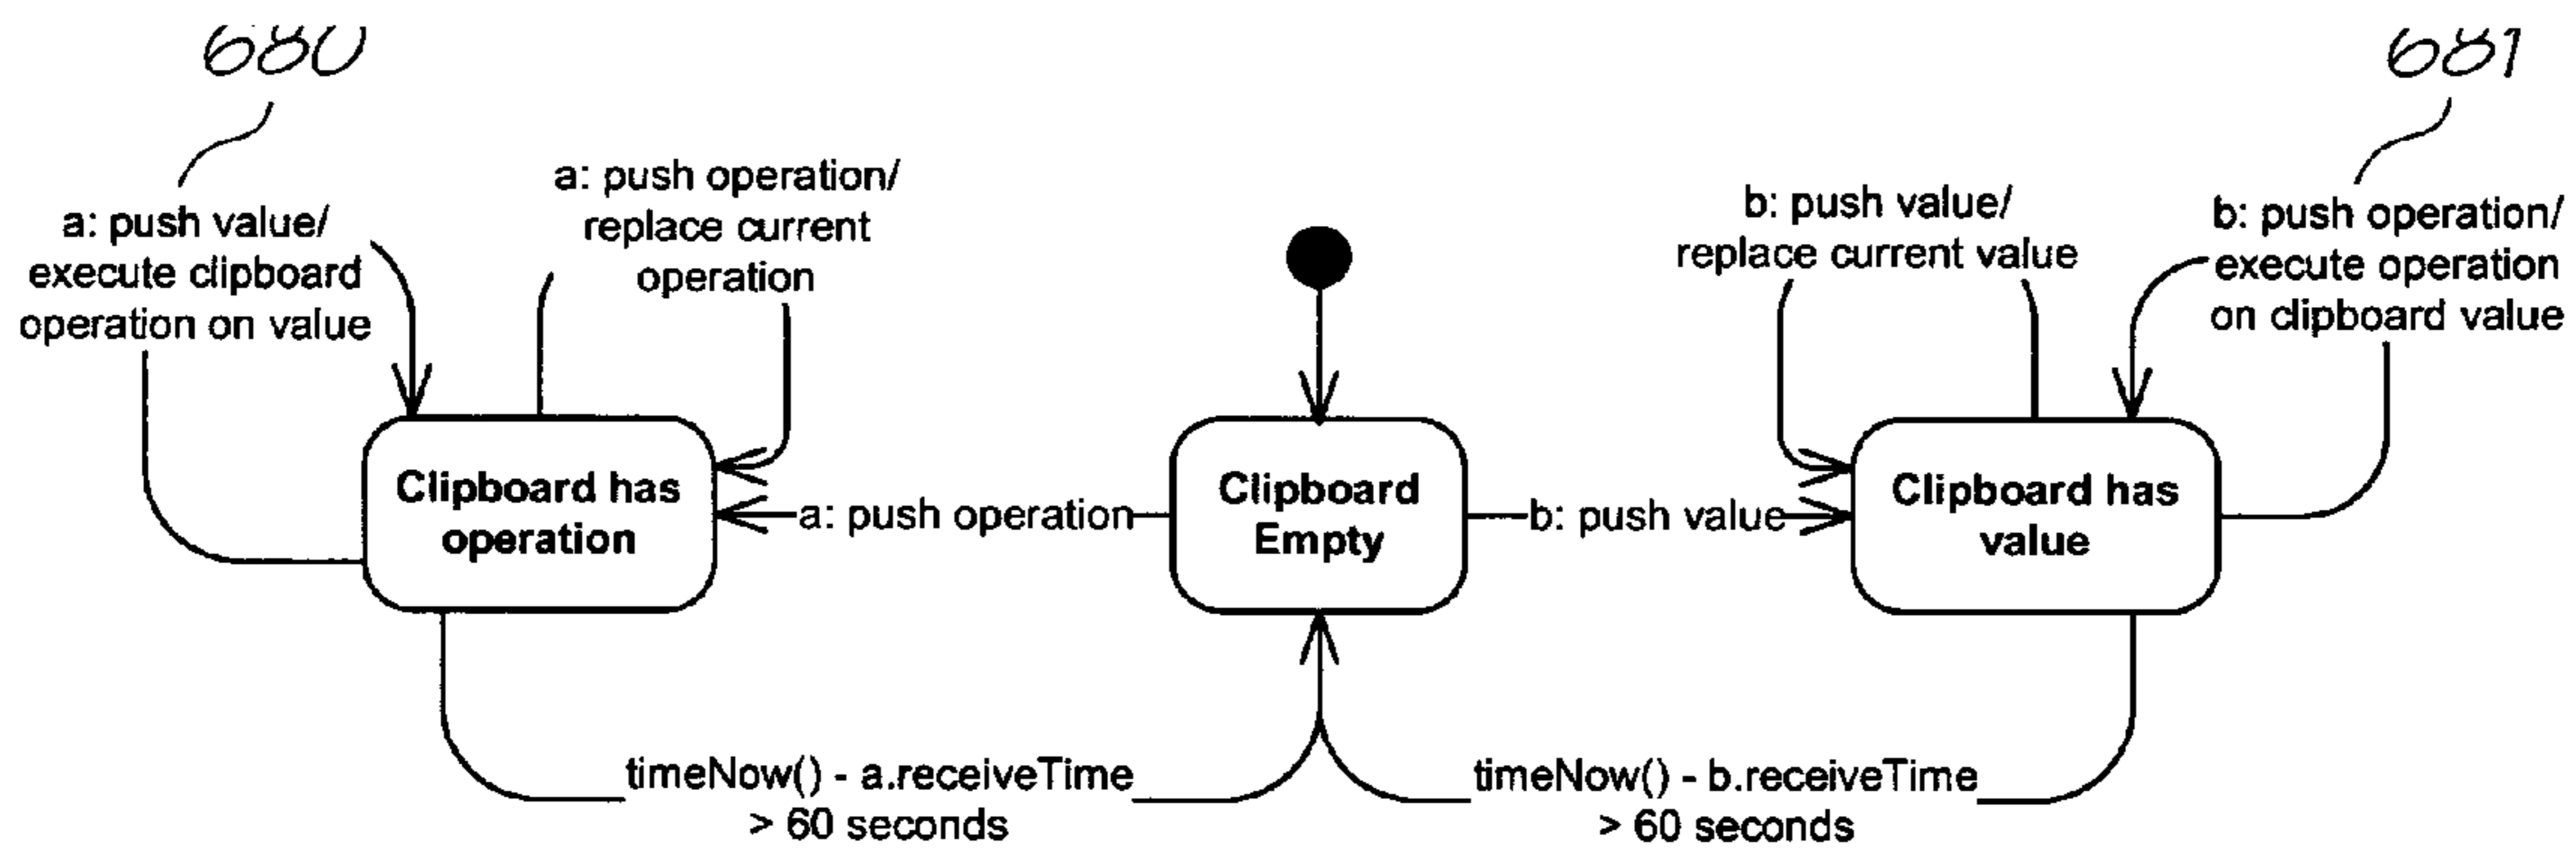 680
681
a: push value/
execute clipboard
operation on value
a: push operation/
replace current
operation
b: push value/
replace current value
b: push operation/
execute operation
on clipboard value
Clipboard has
operation
a: push operation
Clipboard
Empty
b: push value
Clipboard has
value
timeNow() - a.receiveTime
> 60 seconds
timeNow() - b.receiveTime
> 60 seconds